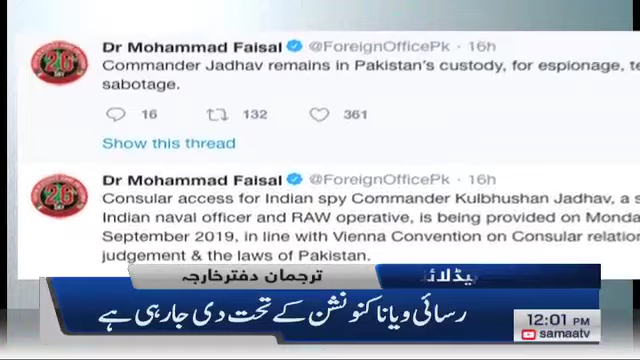 Dr Mohammad Faisal @ForeignOfficePk · 16h
Commander Jadhav remains in Pakistan's custody, for espionage, te
sabotage.
16 132 361
Show this thread
Dr Mohammad Faisal @ForeignOfficePk · 16h
Consular access for Indian spy Commander Kulbhushan Jadhav, a s
Indian naval officer and RAW operative, is being provided on Monda
September 2019, in line with Vienna Convention on Consular relation
judgement & the laws of Pakistan.
ترجمان دفترخارجہ
رسائی ویانا کنونشن کے تحت دی جارہی ہے
12:01 PM
samaatv